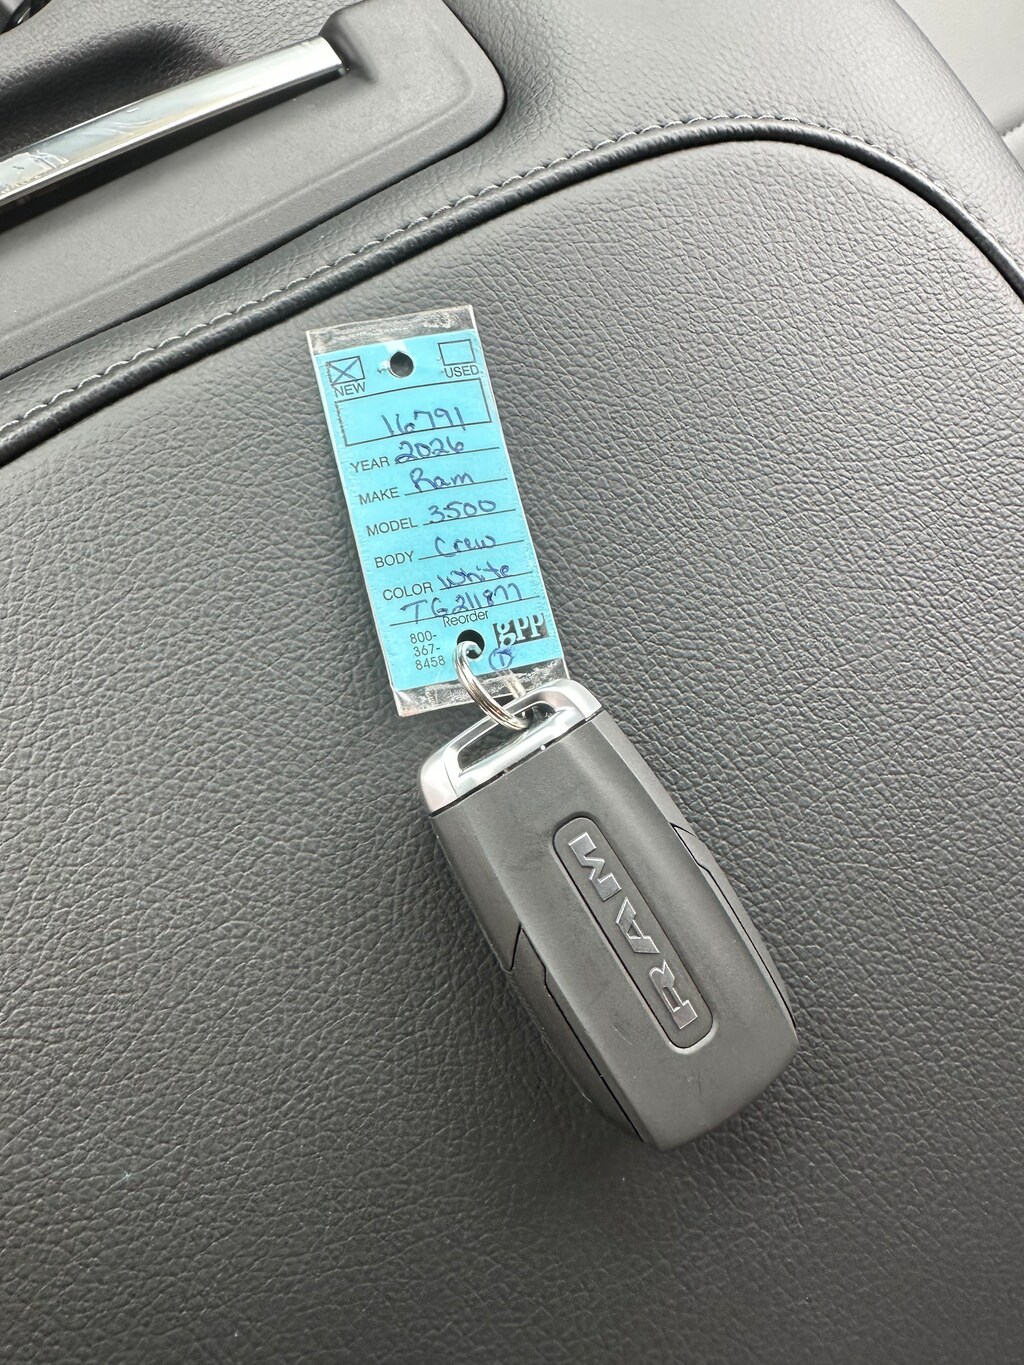 NEW USED
16791
YEAR 2026
MAKE Ram
MODEL 3500
BODY Crew
COLOR White
TG211877
Reorder
800-
367-
8458
gpp
RAM